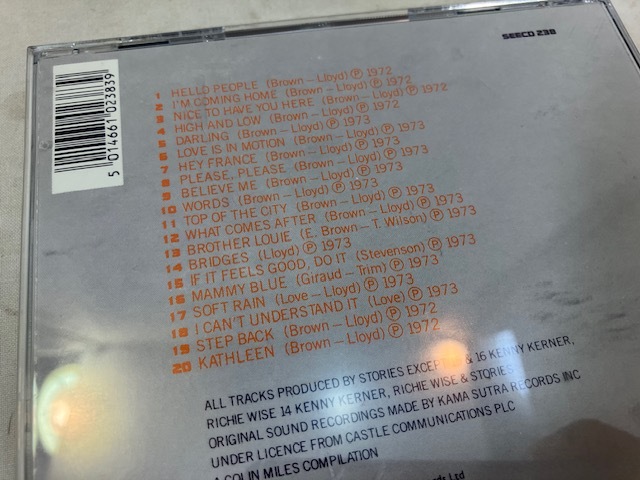 SEECD 238
5 014661 023839
1 HELLO PEOPLE (Brown – Lloyd) Ⓟ 1972
2 I'M COMING HOME (Brown – Lloyd) Ⓟ 1972
3 NICE TO HAVE YOU HERE (Brown – Lloyd) Ⓟ 1972
4 HIGH AND LOW (Brown – Lloyd) Ⓟ 1972
5 DARLING (Brown – Lloyd) Ⓟ 1973
6 LOVE IS IN MOTION (Brown – Lloyd) Ⓟ 1973
7 HEY FRANCE (Brown – Lloyd) Ⓟ 1973
8 PLEASE, PLEASE (Brown – Lloyd) Ⓟ 1973
9 BELIEVE ME (Brown – Lloyd) Ⓟ 1973
10 WORDS (Brown – Lloyd) Ⓟ 1973
11 TOP OF THE CITY (Brown – Lloyd) Ⓟ 1973
12 WHAT COMES AFTER (Brown – Lloyd) Ⓟ 1973
13 BROTHER LOUIE (E. Brown – T. Wilson) Ⓟ 1973
14 BRIDGES (Lloyd) Ⓟ 1973
15 IF IT FEELS GOOD, DO IT (Stevenson) Ⓟ 1973
16 MAMMY BLUE (Giraud – Trim) Ⓟ 1973
17 SOFT RAIN (Love – Lloyd) Ⓟ 1973
18 I CAN'T UNDERSTAND IT (Love) Ⓟ 1973
19 STEP BACK (Brown – Lloyd) Ⓟ 1972
20 KATHLEEN (Brown – Lloyd) Ⓟ 1972
ALL TRACKS PRODUCED BY STORIES EXCEPT & 16 KENNY KERNER,
RICHIE WISE 14 KENNY KERNER, RICHIE WISE & STORIES
ORIGINAL SOUND RECORDINGS MADE BY KAMA SUTRA RECORDS INC
UNDER LICENCE FROM CASTLE COMMUNICATIONS PLC
A COLIN MILES COMPILATION
Ltd